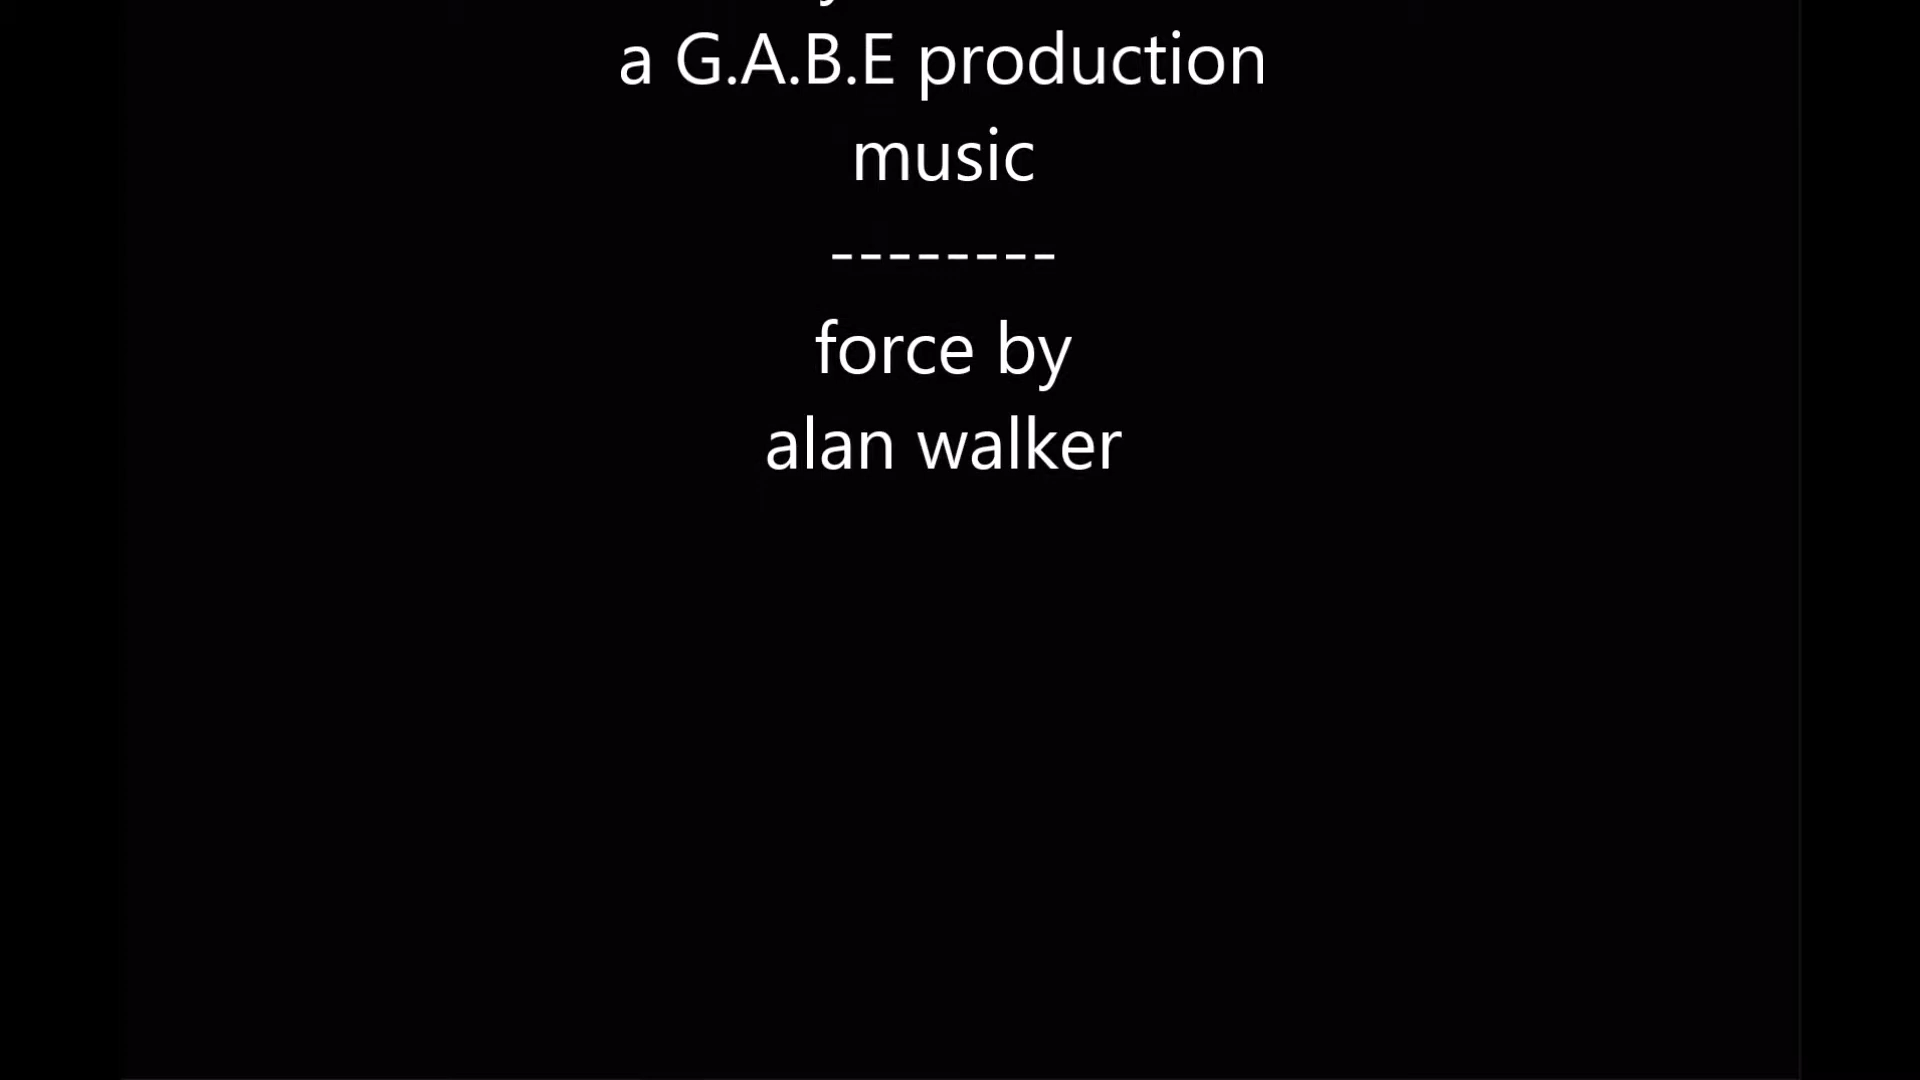 a G.A.B.E production
music
--------
force by
alan walker